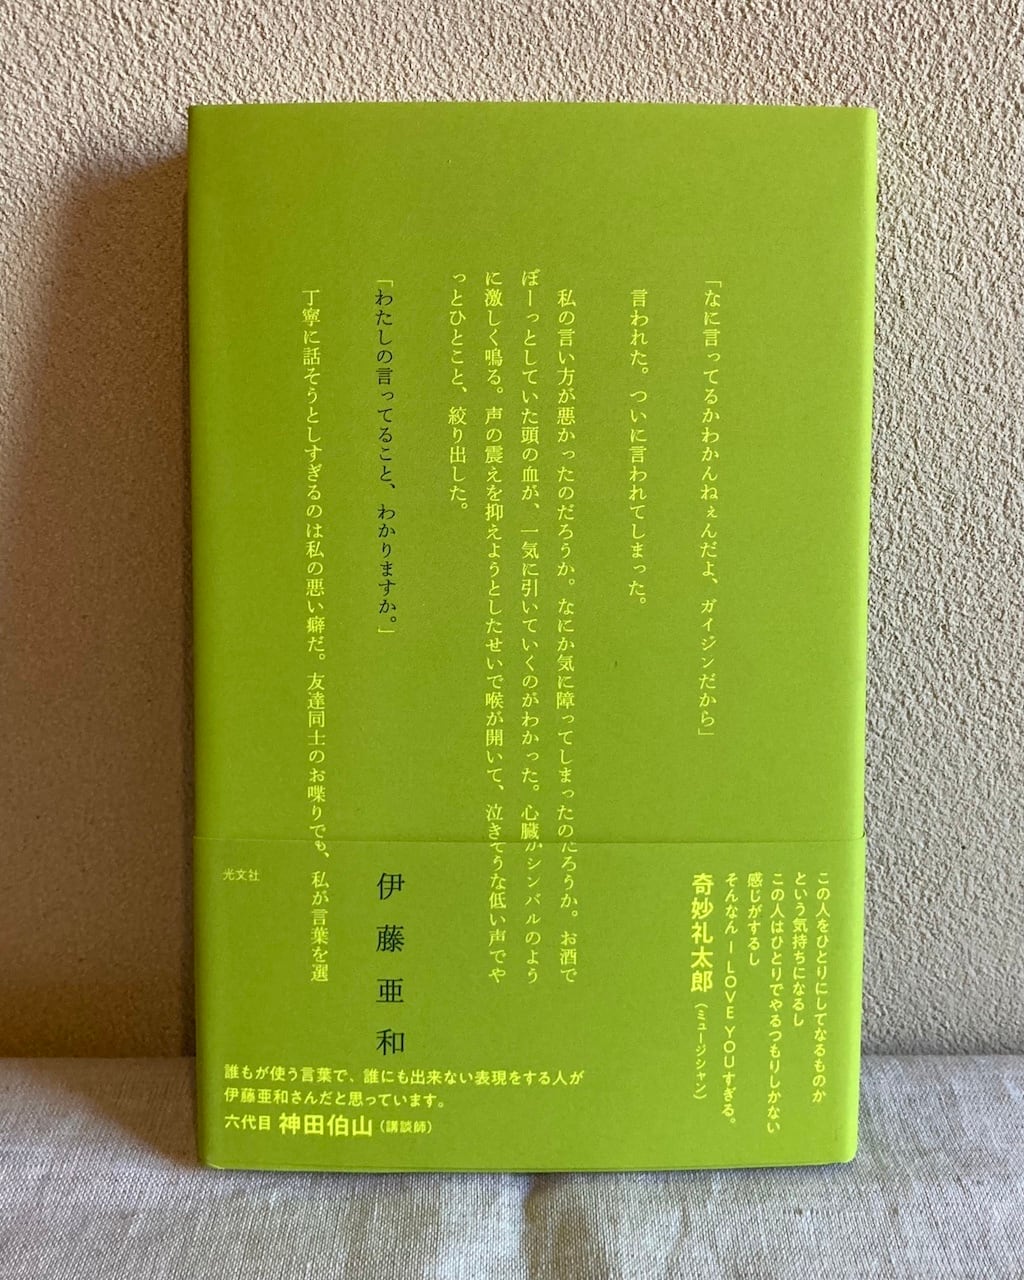 「なに言ってるかわかんねぇんだよ、ガイジンだから」
言われた。ついに言われてしまった。
私の言い方が悪かったのだろうか。なにか気に障ってしまったのだろうか。お酒で
ぼーっとしていた頭の血が、一気に引いていくのがわかった。心臓がシンバルのよう
に激しく鳴る。声の震えを抑えようとしたせいで喉が開いて、泣きそうな低い声でや
っとひとこと、絞り出した。
「わたしの言ってること、わかりますか。」
丁寧に話そうとしすぎるのは私の悪い癖だ。友達同士のお喋りでも、私が言葉を選
この人をひとりにしてなるものか
という気持ちになるし
この人はひとりでやるつもりしかない
感じがするし
そんなん I LOVE YOU すぎる。
奇妙礼太郎（ミュージシャン）
伊藤亜和
光文社
誰もが使う言葉で、誰にも出来ない表現をする人が
伊藤亜和さんだと思っています。
六代目 神田伯山（講談師）